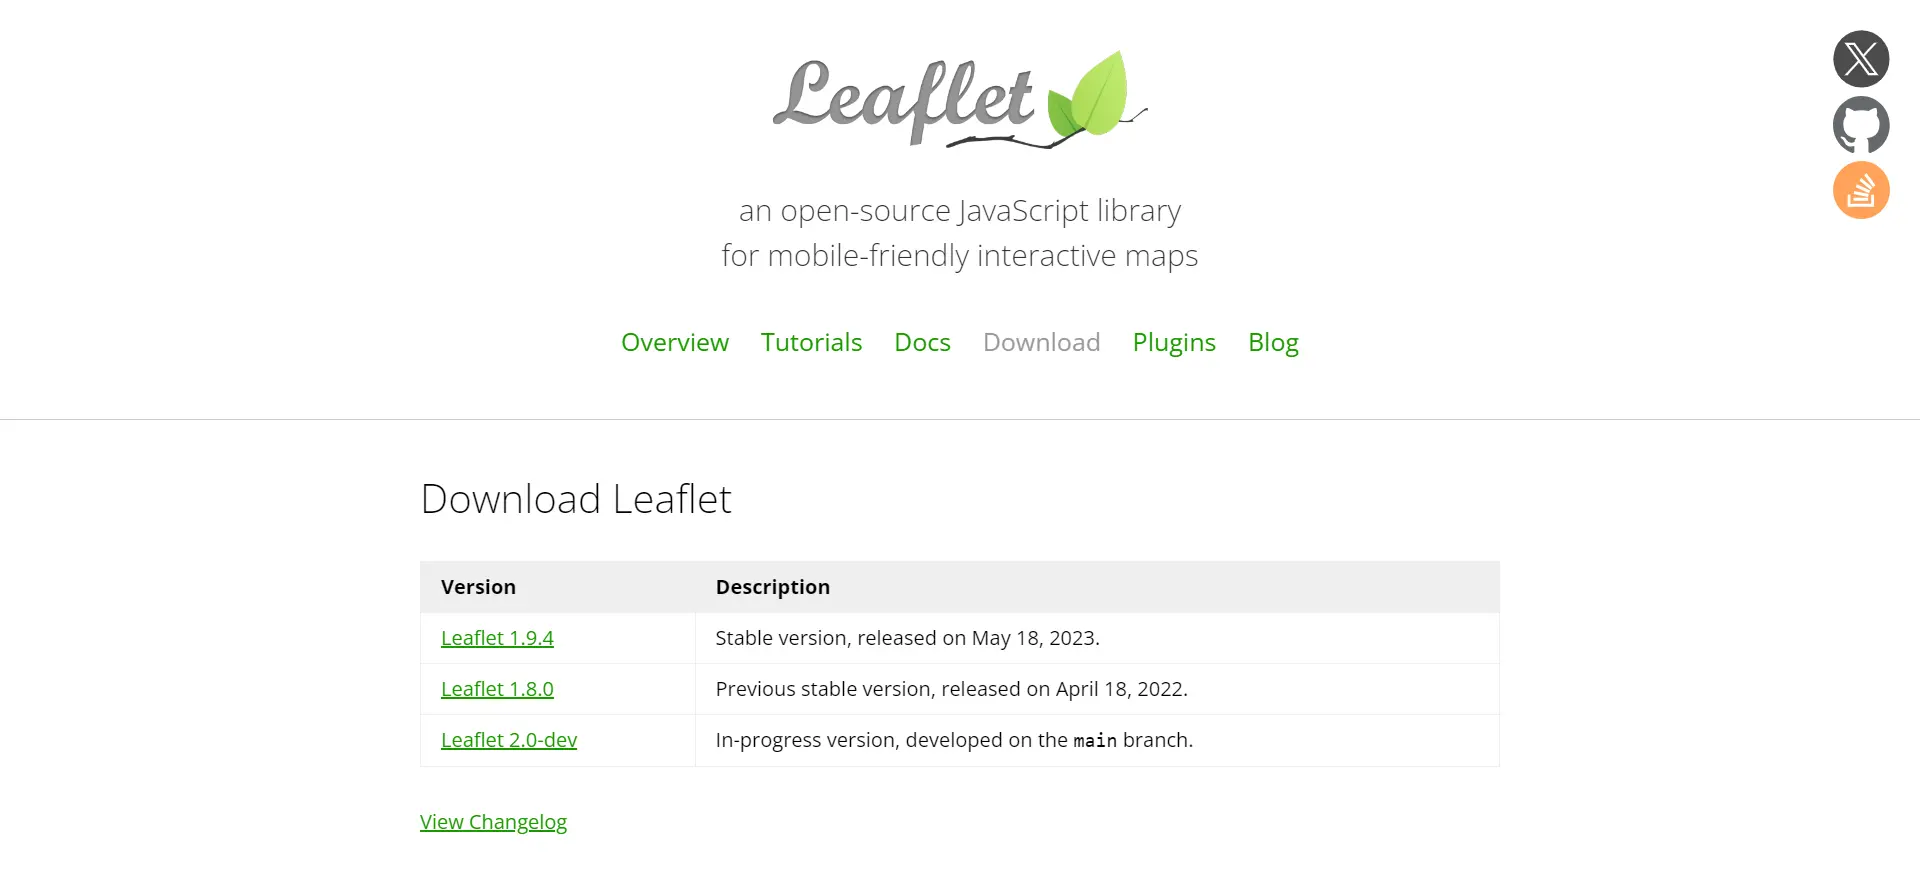 Leaflet
an open-source JavaScript library
for mobile-friendly interactive maps
Overview Tutorials Docs Download Plugins Blog
Download Leaflet
Version Description
Leaflet 1.9.4 Stable version, released on May 18, 2023.
Leaflet 1.8.0 Previous stable version, released on April 18, 2022.
Leaflet 2.0-dev In-progress version, developed on the main branch.
View Changelog